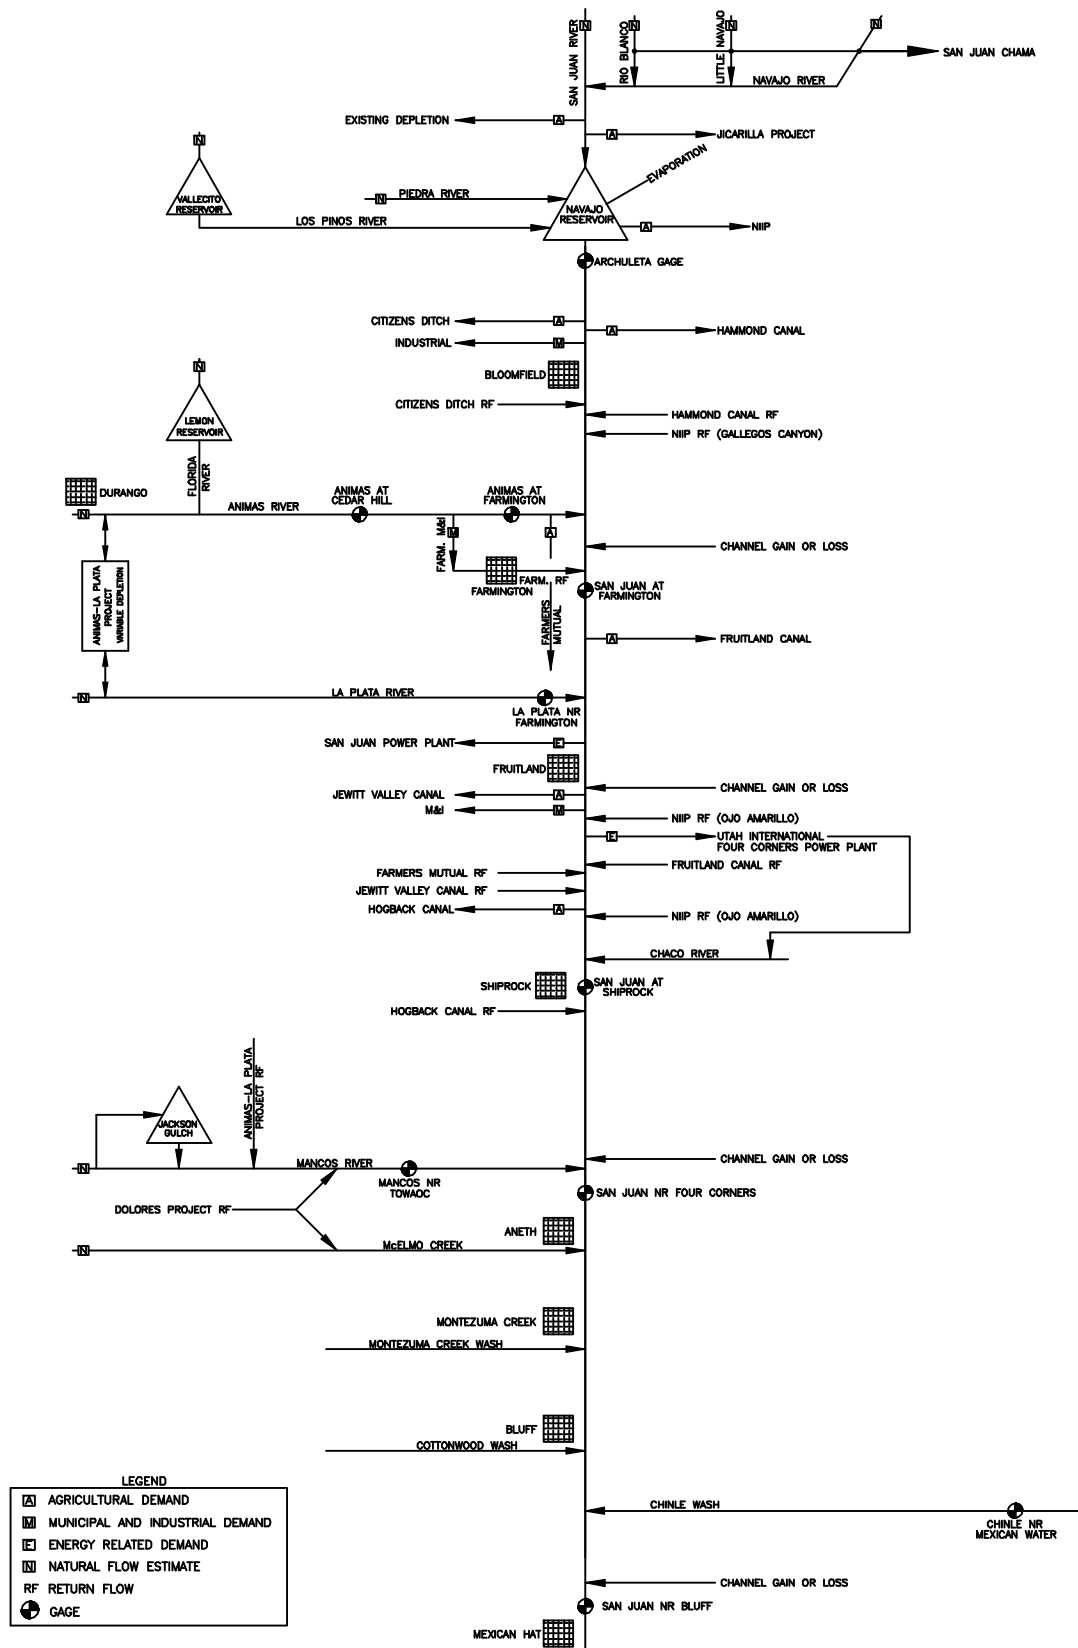 SAN JUAN RIVER
N
RIO BLANCO
N
LITTLE NAVAJO
N
N
SAN JUAN CHAMA
NAVAJO RIVER
EXISTING DEPLETION
A
A
JICARILLA PROJECT
N
VALLECITO
RESERVOIR
N
PIEDRA RIVER
EVAPORATION
NAVAJO
RESERVOIR
LOS PINOS RIVER
A
NIIP
ARCHULETA GAGE
CITIZENS DITCH
A
A
HAMMOND CANAL
INDUSTRIAL
M
N
BLOOMFIELD
LEMON
RESERVOIR
CITIZENS DITCH RF
HAMMOND CANAL RF
NIIP RF (GALLEGOS CANYON)
FLORIDA
RIVER
DURANGO
N
ANIMAS RIVER
ANIMAS AT
CEDAR HILL
ANIMAS AT
FARMINGTON
FARM. M&I
M
A
CHANNEL GAIN OR LOSS
FARM. RF
FARMINGTON
SAN JUAN AT
FARMINGTON
ANIMAS-LA PLATA
PROJECT
VARIABLE DEPLETION
FARMERS
MUTUAL
A
FRUITLAND CANAL
N
LA PLATA RIVER
LA PLATA NR
FARMINGTON
SAN JUAN POWER PLANT
E
FRUITLAND
CHANNEL GAIN OR LOSS
JEWITT VALLEY CANAL
A
M&I
M
NIIP RF (OJO AMARILLO)
E
UTAH INTERNATIONAL
FOUR CORNERS POWER PLANT
FRUITLAND CANAL RF
FARMERS MUTUAL RF
JEWITT VALLEY CANAL RF
HOGBACK CANAL
A
NIIP RF (OJO AMARILLO)
CHACO RIVER
SHIPROCK
SAN JUAN AT
SHIPROCK
HOGBACK CANAL RF
ANIMAS-LA PLATA
PROJECT RF
JACKSON
GULCH
N
MANCOS RIVER
CHANNEL GAIN OR LOSS
MANCOS NR
TOWAOC
SAN JUAN NR FOUR CORNERS
DOLORES PROJECT RF
ANETH
N
McELMO CREEK
MONTEZUMA CREEK
MONTEZUMA CREEK WASH
BLUFF
COTTONWOOD WASH
CHINLE WASH
CHINLE NR
MEXICAN WATER
CHANNEL GAIN OR LOSS
SAN JUAN NR BLUFF
MEXICAN HAT
LEGEND
A AGRICULTURAL DEMAND
M MUNICIPAL AND INDUSTRIAL DEMAND
E ENERGY RELATED DEMAND
N NATURAL FLOW ESTIMATE
RF RETURN FLOW
GAGE